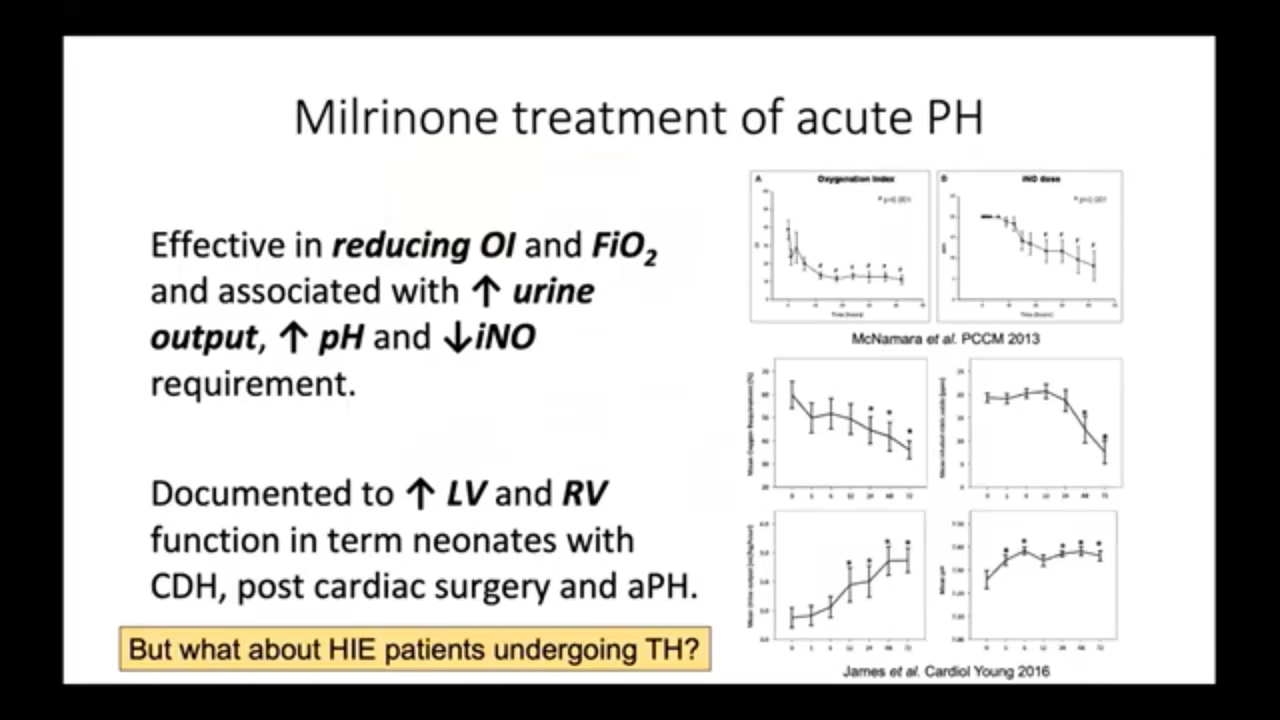 Milrinone treatment of acute PH
Effective in reducing OI and FiO₂
and associated with ↑ urine
output, ↑ pH and ↓iNO
requirement.
Documented to ↑ LV and RV
function in term neonates with
CDH, post cardiac surgery and aPH.
But what about HIE patients undergoing TH?
A
Oxygenation Index
iNO dose
McNamara et al. PCCM 2013
James et al. Cardiol Young 2016